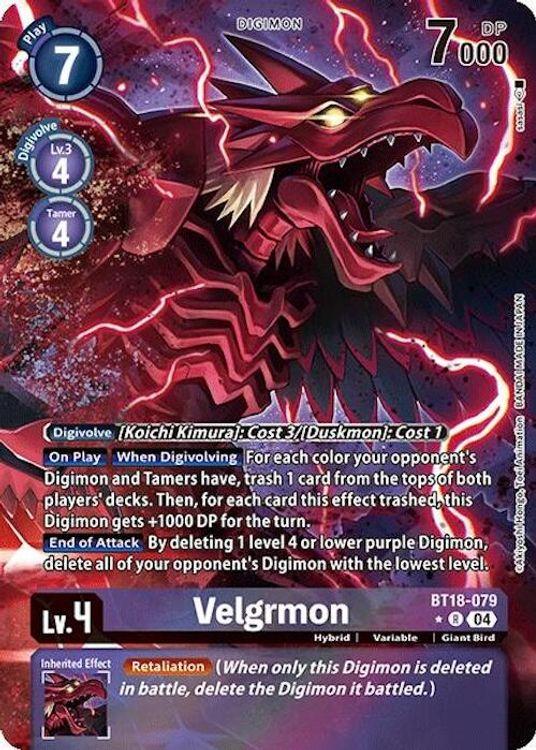 DIGIMON
Play
7
DP
7000
Digivolve
Lv.3
4
Tamer
4
sasasi
©Akiyoshi Hongo, Toei Animation BANDAI MADE IN JAPAN
Digivolve [Koichi Kimura]: Cost 3/[Duskmon]: Cost 1
On Play When Digivolving For each color your opponent's
Digimon and Tamers have, trash 1 card from the tops of both
players' decks. Then, for each card this effect trashed, this
Digimon gets +1000 DP for the turn.
End of Attack By deleting 1 level 4 or lower purple Digimon,
delete all of your opponent's Digimon with the lowest level.
Lv.4
Velgrmon
BT18-079
R 04
Hybrid | Variable | Giant Bird
Inherited Effect
Retaliation (When only this Digimon is deleted
in battle, delete the Digimon it battled.)